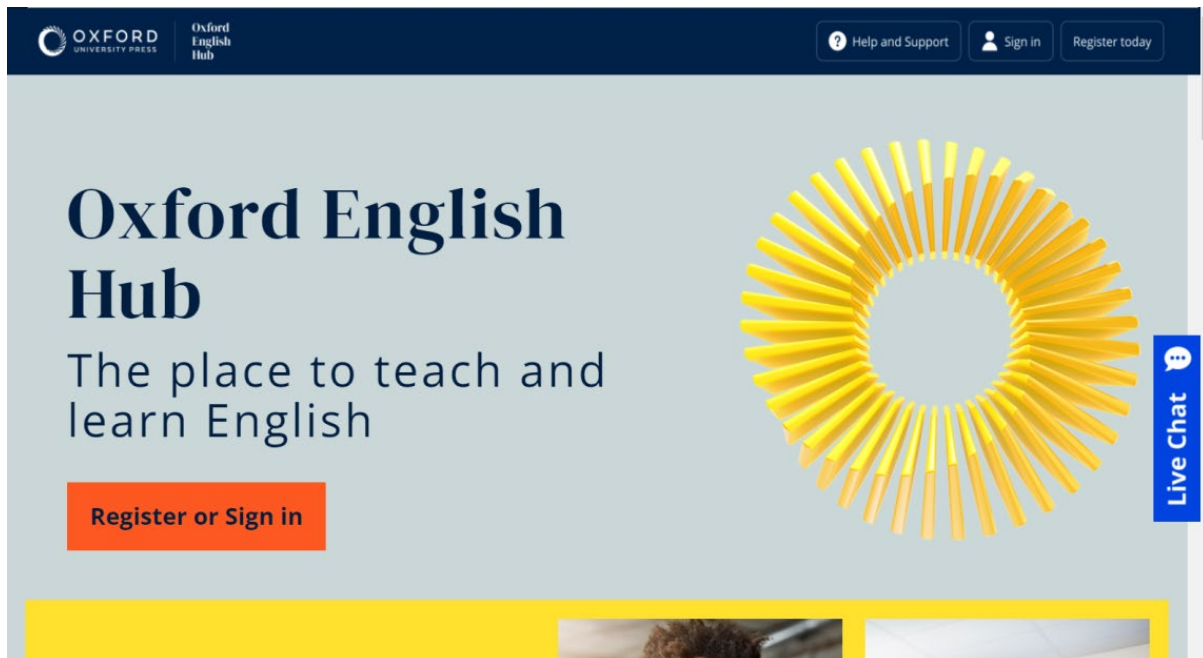 OXFORD
UNIVERSITY PRESS
Oxford
English
Hub
Help and Support
Sign in
Register today
Oxford English
Hub
The place to teach and
learn English
Register or Sign in
Live Chat